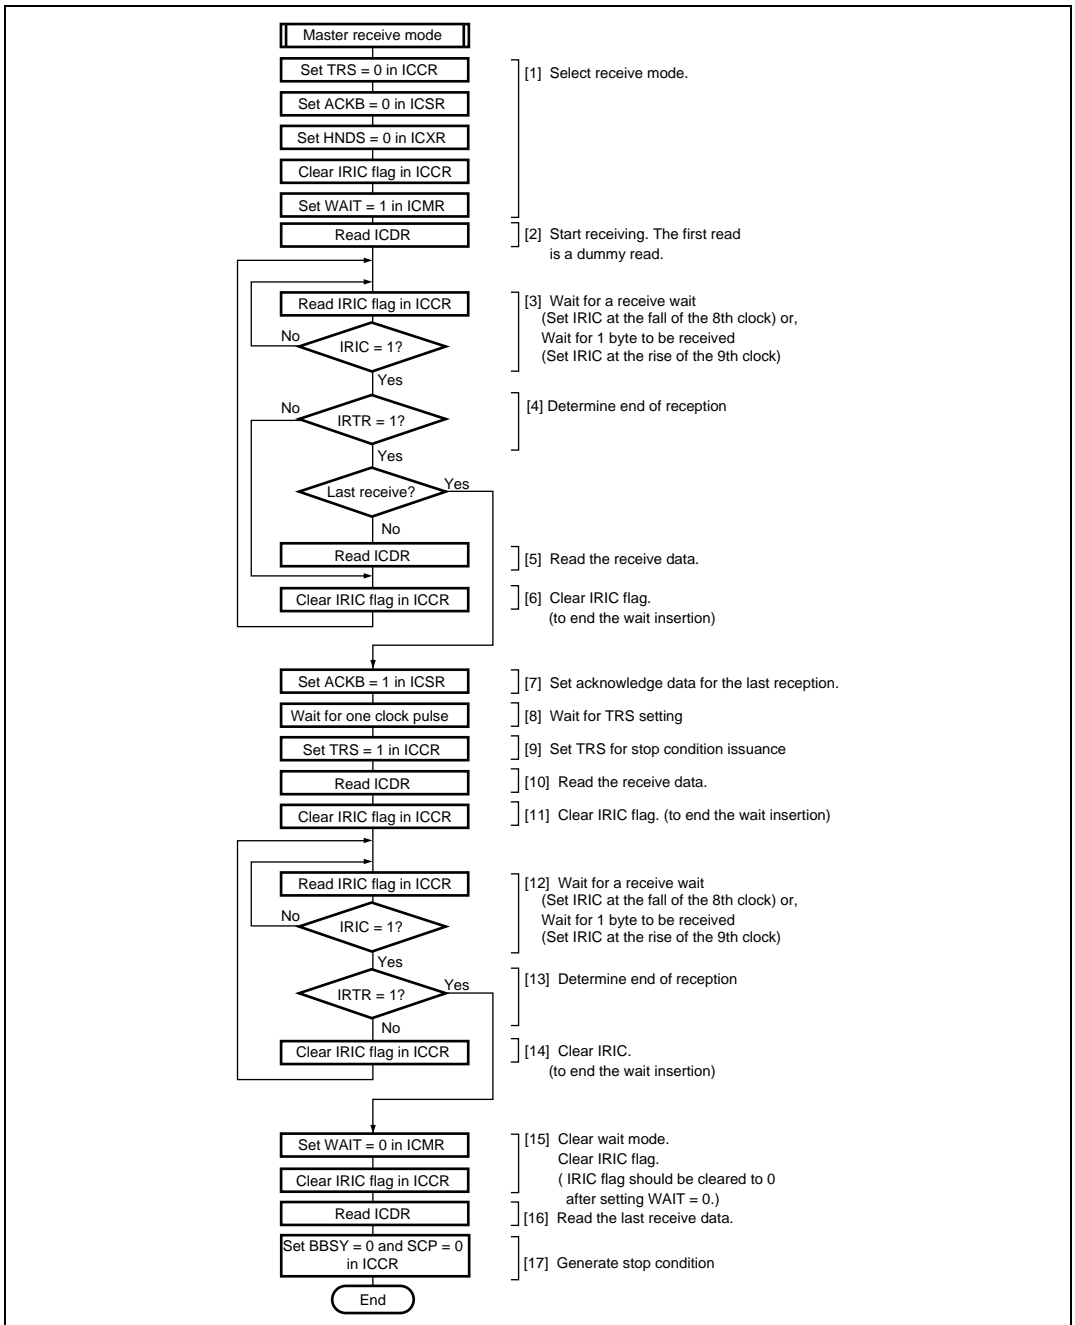 Master receive mode
Set TRS = 0 in ICCR
[1] Select receive mode.
Set ACKB = 0 in ICSR
Set HNDS = 0 in ICXR
Clear IRIC flag in ICCR
Set WAIT = 1 in ICMR
Read ICDR
[2] Start receiving. The first read
is a dummy read.
Read IRIC flag in ICCR
[3] Wait for a receive wait
(Set IRIC at the fall of the 8th clock) or,
Wait for 1 byte to be received
(Set IRIC at the rise of the 9th clock)
No
IRIC = 1?
Yes
No
IRTR = 1?
[4] Determine end of reception
Yes
Last receive?
Yes
No
Read ICDR
[5] Read the receive data.
Clear IRIC flag in ICCR
[6] Clear IRIC flag.
(to end the wait insertion)
Set ACKB = 1 in ICSR
[7] Set acknowledge data for the last reception.
Wait for one clock pulse
[8] Wait for TRS setting
Set TRS = 1 in ICCR
[9] Set TRS for stop condition issuance
Read ICDR
[10] Read the receive data.
Clear IRIC flag in ICCR
[11] Clear IRIC flag. (to end the wait insertion)
Read IRIC flag in ICCR
[12] Wait for a receive wait
(Set IRIC at the fall of the 8th clock) or,
Wait for 1 byte to be received
(Set IRIC at the rise of the 9th clock)
No
IRIC = 1?
Yes
IRTR = 1?
Yes
[13] Determine end of reception
No
Clear IRIC flag in ICCR
[14] Clear IRIC.
(to end the wait insertion)
Set WAIT = 0 in ICMR
[15] Clear wait mode.
Clear IRIC flag.
( IRIC flag should be cleared to 0
after setting WAIT = 0.)
Clear IRIC flag in ICCR
Read ICDR
[16] Read the last receive data.
Set BBSY = 0 and SCP = 0
in ICCR
[17] Generate stop condition
End